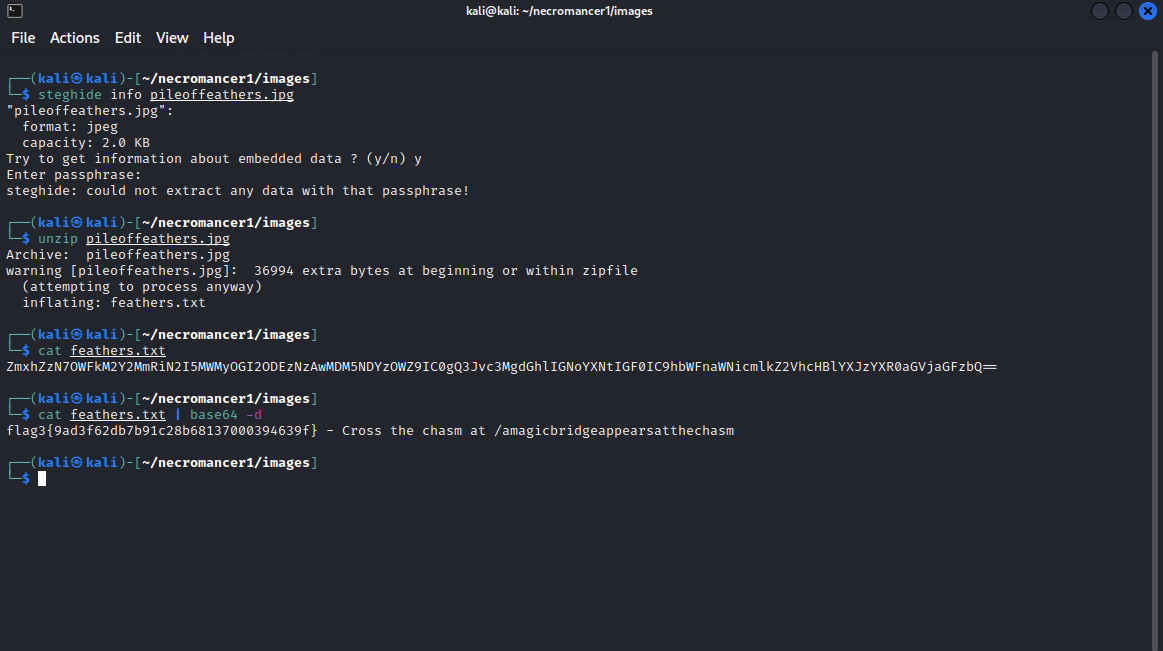 kali@kali: ~/necromancer1/images
File Actions Edit View Help
┌──(kali㉿kali)-[~/necromancer1/images]
└─$ steghide info pileoffeathers.jpg
"pileoffeathers.jpg":
  format: jpeg
  capacity: 2.0 KB
Try to get information about embedded data ? (y/n) y
Enter passphrase:
steghide: could not extract any data with that passphrase!
┌──(kali㉿kali)-[~/necromancer1/images]
└─$ unzip pileoffeathers.jpg
Archive:  pileoffeathers.jpg
warning [pileoffeathers.jpg]:  36994 extra bytes at beginning or within zipfile
  (attempting to process anyway)
  inflating: feathers.txt
┌──(kali㉿kali)-[~/necromancer1/images]
└─$ cat feathers.txt
ZmxhZzN7OWFkM2Y2MmRiN2I5MWMyOGI2ODEzNzAwMDM5NDYzOWZ9IC0gQ3Jvc3MgdGhlIGNoYXNtIGF0IC9hbWFnaWNicmlkZ2VhcHBlYXJzYXR0aGVjaGFzbQ==
┌──(kali㉿kali)-[~/necromancer1/images]
└─$ cat feathers.txt | base64 -d
flag3{9ad3f62db7b91c28b68137000394639f} - Cross the chasm at /amagicbridgeappearsatthechasm
┌──(kali㉿kali)-[~/necromancer1/images]
└─$